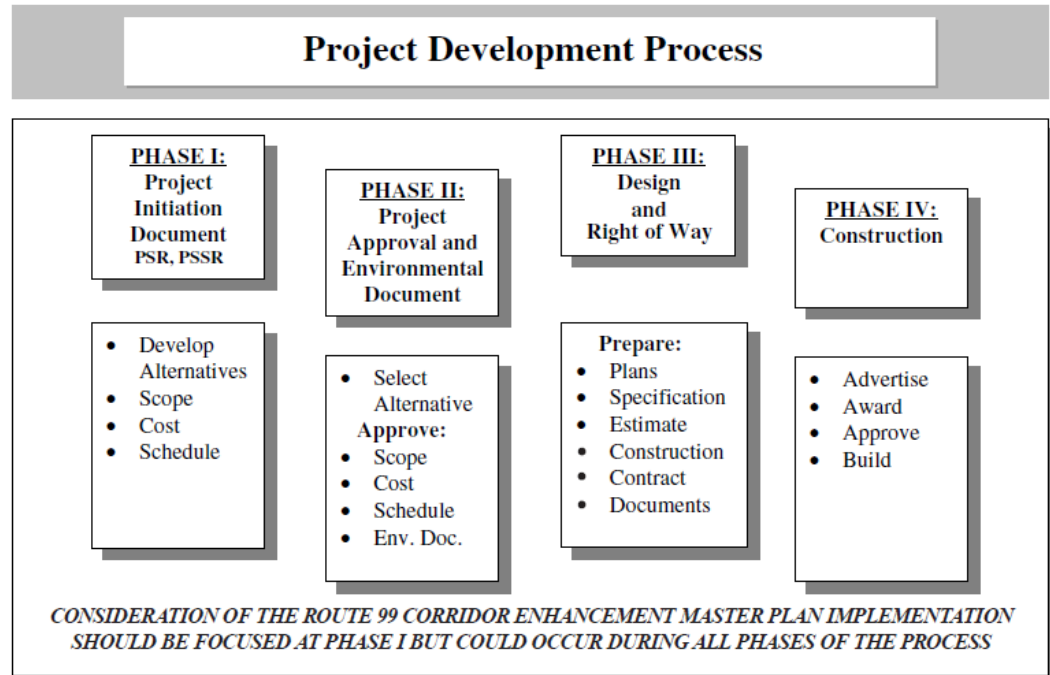 Project Development Process
PHASE I:
Project
Initiation
Document
PSR, PSSR
• Develop
Alternatives
• Scope
• Cost
• Schedule
PHASE II:
Project
Approval and
Environmental
Document
• Select
Alternative
Approve:
• Scope
• Cost
• Schedule
• Env. Doc.
PHASE III:
Design
and
Right of Way
Prepare:
• Plans
• Specification
• Estimate
• Construction
• Contract
• Documents
PHASE IV:
Construction
• Advertise
• Award
• Approve
• Build
CONSIDERATION OF THE ROUTE 99 CORRIDOR ENHANCEMENT MASTER PLAN IMPLEMENTATION
SHOULD BE FOCUSED AT PHASE I BUT COULD OCCUR DURING ALL PHASES OF THE PROCESS